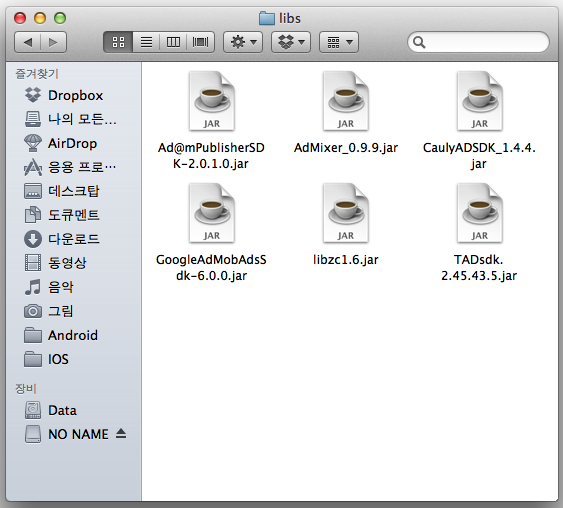 libs
즐겨찾기
Dropbox
나의 모든...
AirDrop
응용 프로...
데스크탑
도큐멘트
다운로드
동영상
음악
그림
Android
IOS
장비
Data
NO NAME
JAR
JAR
JAR
Ad@mPublisherSD
K-2.0.1.0.jar
AdMixer_0.9.9.jar
CaulyADSDK_1.4.4.
jar
JAR
JAR
JAR
GoogleAdMobAdsS
dk-6.0.0.jar
libzc1.6.jar
TADsdk.
2.45.43.5.jar